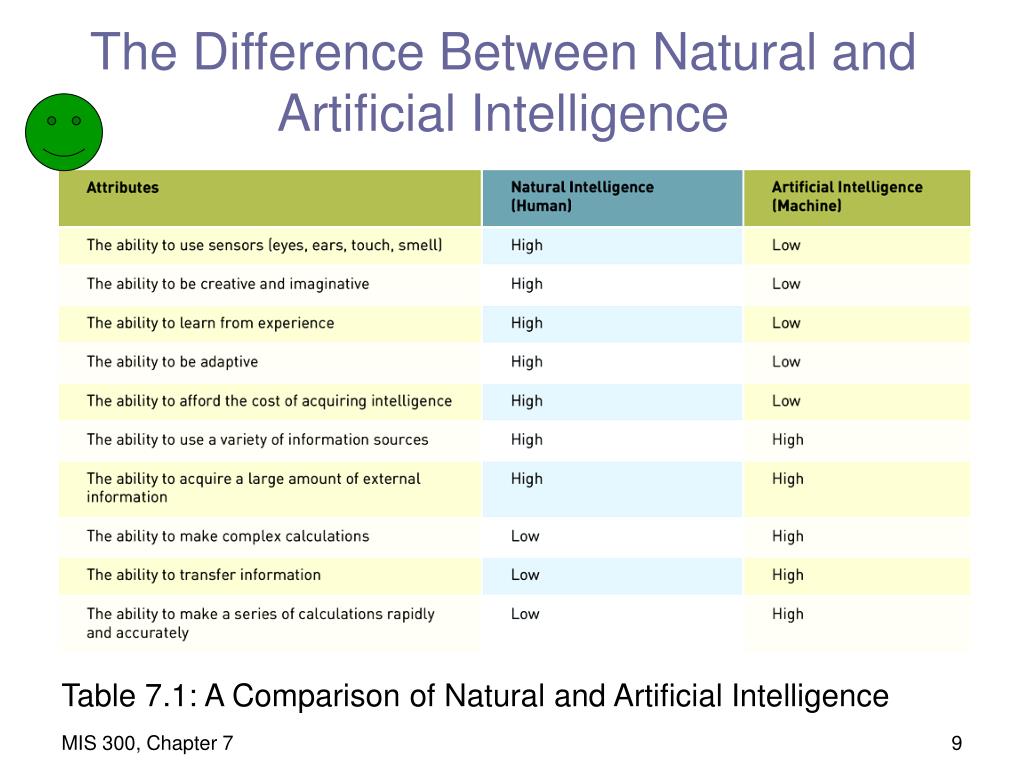 The Difference Between Natural and
Artificial Intelligence
Attributes Natural Intelligence (Human) Artificial Intelligence (Machine)
The ability to use sensors (eyes, ears, touch, smell) High Low
The ability to be creative and imaginative High Low
The ability to learn from experience High Low
The ability to be adaptive High Low
The ability to afford the cost of acquiring intelligence High Low
The ability to use a variety of information sources High High
The ability to acquire a large amount of external information High High
The ability to make complex calculations Low High
The ability to transfer information Low High
The ability to make a series of calculations rapidly and accurately Low High
Table 7.1: A Comparison of Natural and Artificial Intelligence
MIS 300, Chapter 7 9